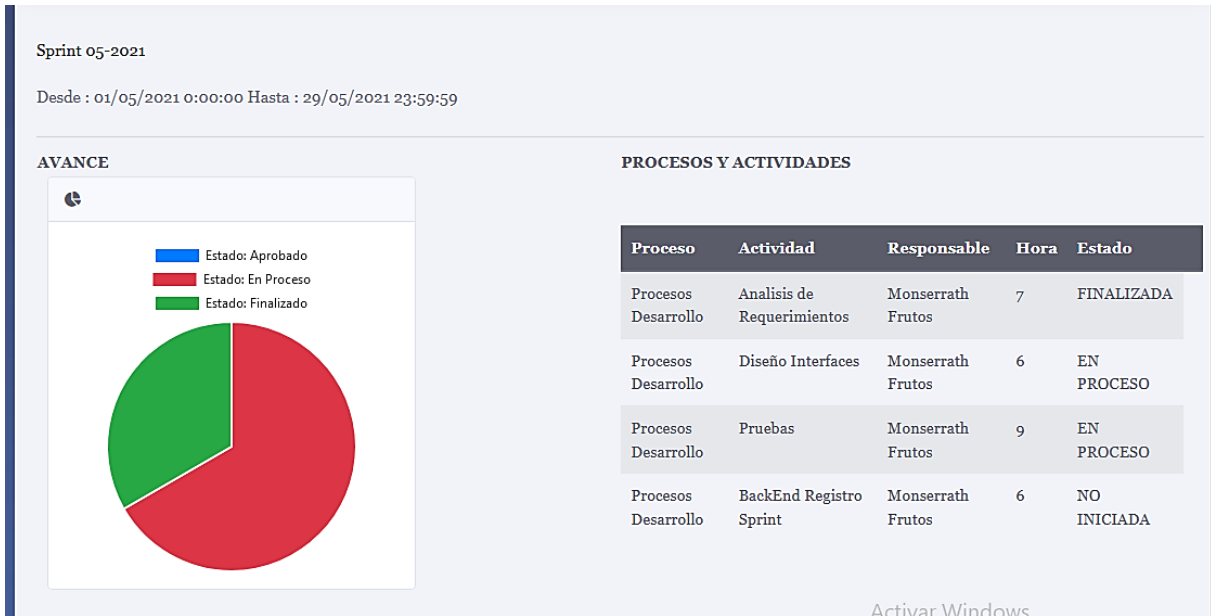 Sprint 05-2021
Desde : 01/05/2021 0:00:00 Hasta : 29/05/2021 23:59:59
AVANCE
Estado: Aprobado
Estado: En Proceso
Estado: Finalizado
PROCESOS Y ACTIVIDADES
Proceso Actividad Responsable Hora Estado
Procesos Analisis de Monserrath 7 FINALIZADA
Desarrollo Requerimientos Frutos
Procesos Diseño Interfaces Monserrath 6 EN
Desarrollo Frutos PROCESO
Procesos Pruebas Monserrath 9 EN
Desarrollo Frutos PROCESO
Procesos BackEnd Registro Monserrath 6 NO
Desarrollo Sprint Frutos INICIADA
Activar Windows